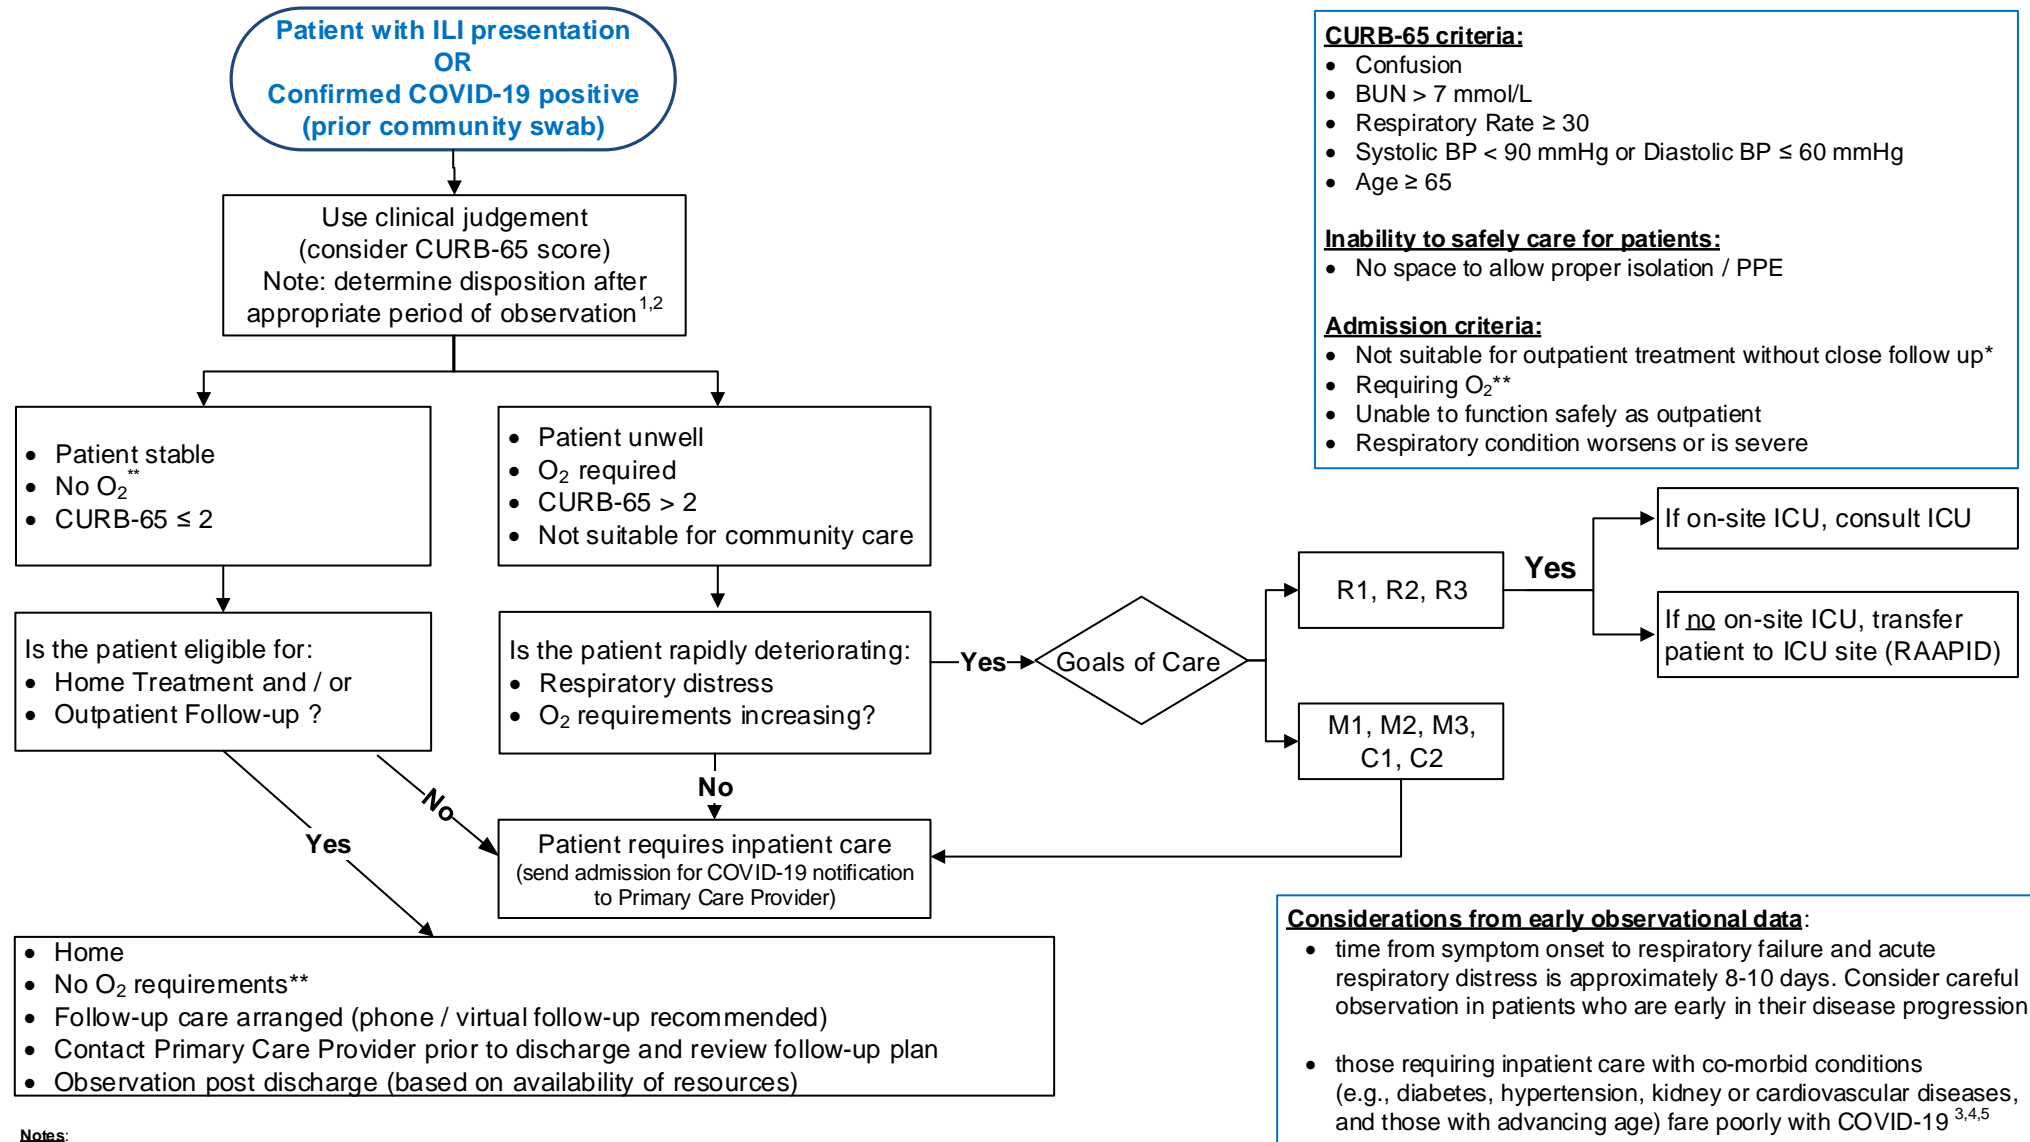 Patient with ILI presentation
OR
Confirmed COVID-19 positive
(prior community swab)
Use clinical judgement
(consider CURB-65 score)
Note: determine disposition after
appropriate period of observation1,2
• Patient stable
• No O2**
• CURB-65 ≤ 2
• Patient unwell
• O2 required
• CURB-65 > 2
• Not suitable for community care
Is the patient eligible for:
• Home Treatment and / or
• Outpatient Follow-up ?
Is the patient rapidly deteriorating:
• Respiratory distress
• O2 requirements increasing?
Yes
Goals of Care
R1, R2, R3
Yes
If on-site ICU, consult ICU
If no on-site ICU, transfer
patient to ICU site (RAAPID)
M1, M2, M3,
C1, C2
No
No
Yes
Patient requires inpatient care
(send admission for COVID-19 notification
to Primary Care Provider)
• Home
• No O2 requirements**
• Follow-up care arranged (phone / virtual follow-up recommended)
• Contact Primary Care Provider prior to discharge and review follow-up plan
• Observation post discharge (based on availability of resources)
Notes:
CURB-65 criteria:
• Confusion
• BUN > 7 mmol/L
• Respiratory Rate ≥ 30
• Systolic BP < 90 mmHg or Diastolic BP ≤ 60 mmHg
• Age ≥ 65
Inability to safely care for patients:
• No space to allow proper isolation / PPE
Admission criteria:
• Not suitable for outpatient treatment without close follow up*
• Requiring O2**
• Unable to function safely as outpatient
• Respiratory condition worsens or is severe
Considerations from early observational data:
• time from symptom onset to respiratory failure and acute
respiratory distress is approximately 8-10 days. Consider careful
observation in patients who are early in their disease progression
• those requiring inpatient care with co-morbid conditions
(e.g., diabetes, hypertension, kidney or cardiovascular diseases,
and those with advancing age) fare poorly with COVID-19 3,4,5